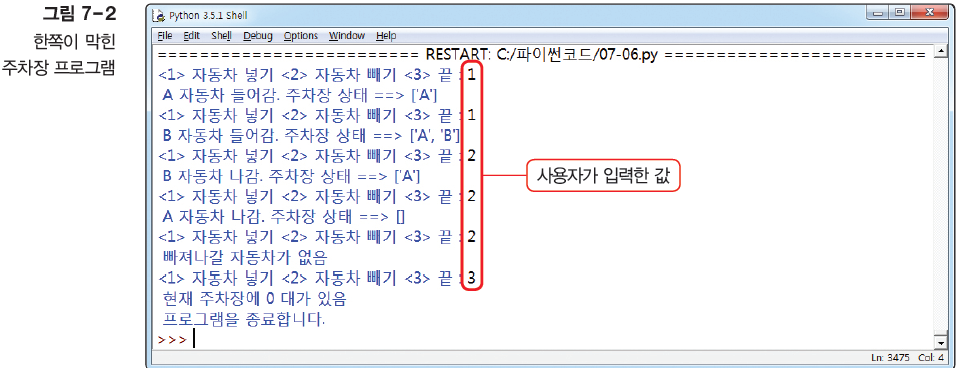 그림 7-2
한쪽이 막힌
주차장 프로그램
Python 3.5.1 Shell
File Edit Shell Debug Options Window Help
======================== RESTART: C:/파이썬코드/07-06.py ========================
<1> 자동차 넣기 <2> 자동차 빼기 <3> 끝 : 1
A 자동차 들어감. 주차장 상태 ==> ['A']
<1> 자동차 넣기 <2> 자동차 빼기 <3> 끝 : 1
B 자동차 들어감. 주차장 상태 ==> ['A', 'B']
<1> 자동차 넣기 <2> 자동차 빼기 <3> 끝 : 2
B 자동차 나감. 주차장 상태 ==> ['A']
<1> 자동차 넣기 <2> 자동차 빼기 <3> 끝 : 2
A 자동차 나감. 주차장 상태 ==> []
<1> 자동차 넣기 <2> 자동차 빼기 <3> 끝 : 2
빠져나갈 자동차가 없음
<1> 자동차 넣기 <2> 자동차 빼기 <3> 끝 : 3
현재 주차장에 0 대가 있음
프로그램을 종료합니다.
>>>
사용자가 입력한 값
Ln: 3475 Col: 4